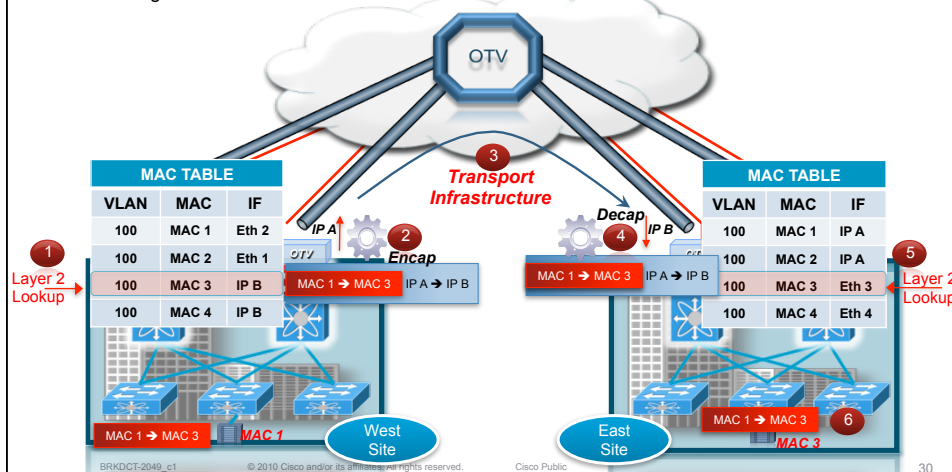 OTV
3
Transport
Infrastructure
MAC TABLE
VLAN MAC IF
100 MAC 1 Eth 2
100 MAC 2 Eth 1
100 MAC 3 IP B
100 MAC 4 IP B
1
Layer 2
Lookup
IP A
2
Encap
OTV
MAC 1 ➔ MAC 3 IP A ➔ IP B
Decap
IP B
4
MAC 1 ➔ MAC 3 IP A ➔ IP B
MAC TABLE
VLAN MAC IF
100 MAC 1 IP A
100 MAC 2 IP A
100 MAC 3 Eth 3
100 MAC 4 Eth 4
5
Layer 2
Lookup
MAC 1 ➔ MAC 3
MAC 1
West
Site
East
Site
MAC 1 ➔ MAC 3
6
MAC 3
BRKDCT-2049_c1 © 2010 Cisco and/or its affiliates. All rights reserved. Cisco Public 30